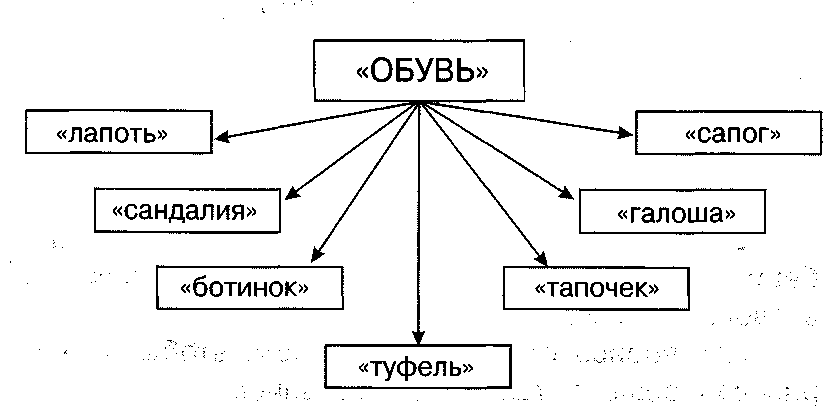 «ОБУВЬ»
«лапоть»
«сапог»
«сандалия»
«галоша»
«ботинок»
«тапочек»
«туфель»